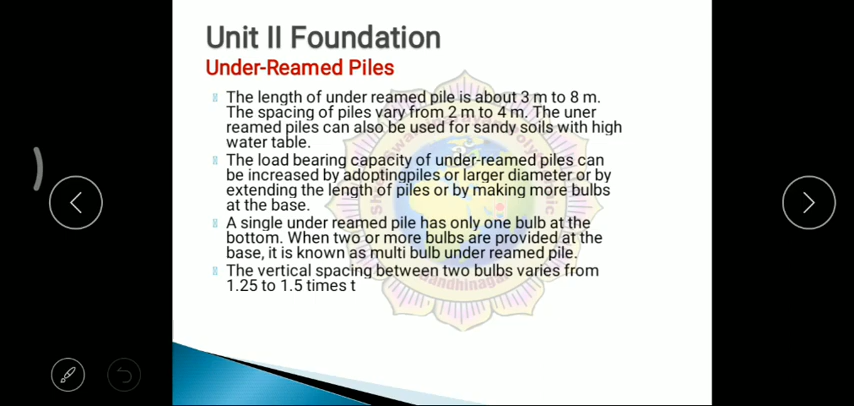 Unit II Foundation
Under-Reamed Piles
The length of under reamed pile is about 3 m to 8 m.
The spacing of piles vary from 2 m to 4 m. The uner
reamed piles can also be used for sandy soils with high
water table.
The load bearing capacity of under-reamed piles can
be increased by adoptingpiles or larger diameter or by
extending the length of piles or by making more bulbs
at the base.
A single under reamed pile has only one bulb at the
bottom. When two or more bulbs are provided at the
base, it is known as multi bulb under reamed pile.
The vertical spacing between two bulbs varies from
1.25 to 1.5 times t